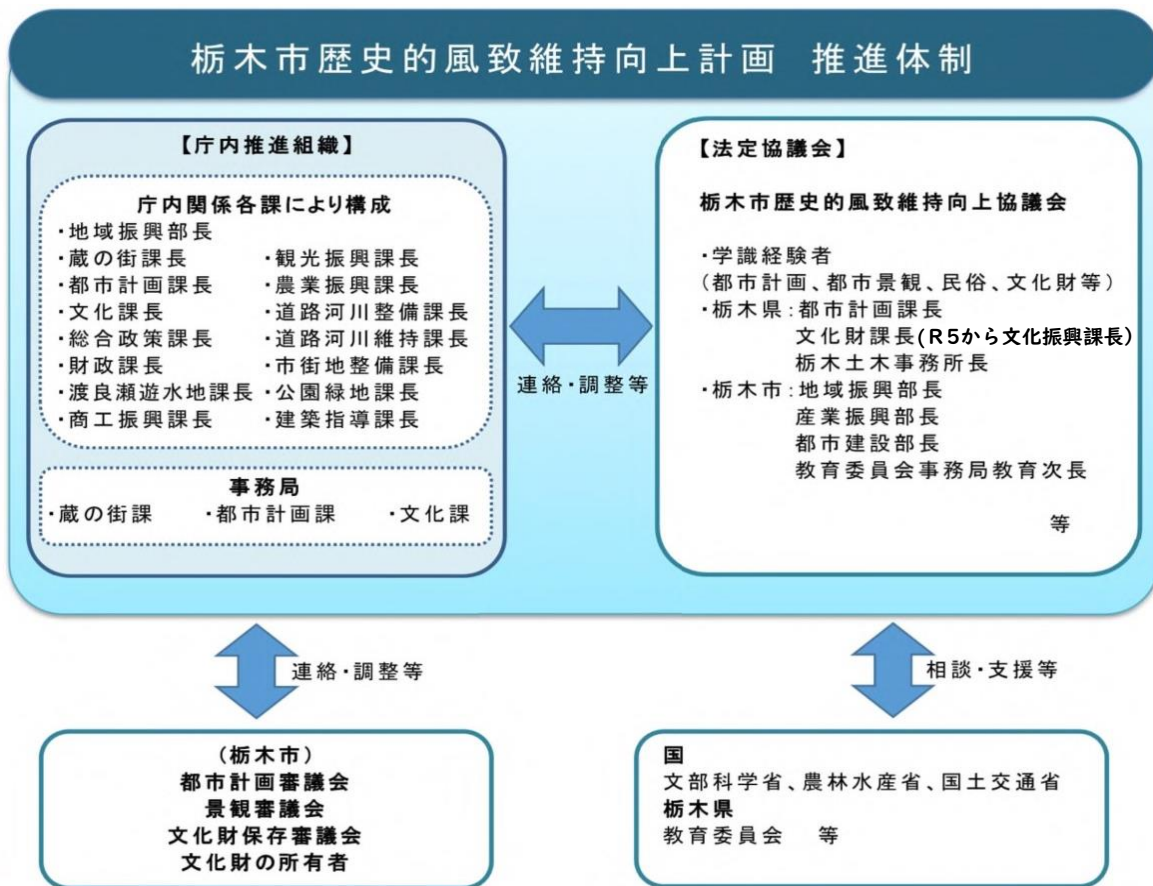 栃木市歴史的風致維持向上計画 推進体制
【庁内推進組織】
庁内関係各課により構成
・地域振興部長
・蔵の街課長 ・観光振興課長
・都市計画課長 ・農業振興課長
・文化課長 ・道路河川整備課長
・総合政策課長 ・道路河川維持課長
・財政課長 ・市街地整備課長
・渡良瀬遊水地課長 ・公園緑地課長
・商工振興課長 ・建築指導課長
事務局
・蔵の街課 ・都市計画課 ・文化課
連絡・調整等
【法定協議会】
栃木市歴史的風致維持向上協議会
・学識経験者
(都市計画、都市景観、民俗、文化財等)
・栃木県:都市計画課長
文化財課長(R5から文化振興課長)
栃木土木事務所長
・栃木市:地域振興部長
産業振興部長
都市建設部長
教育委員会事務局教育次長
等
連絡・調整等
相談・支援等
(栃木市)
都市計画審議会
景観審議会
文化財保存審議会
文化財の所有者
国
文部科学省、農林水産省、国土交通省
栃木県
教育委員会 等